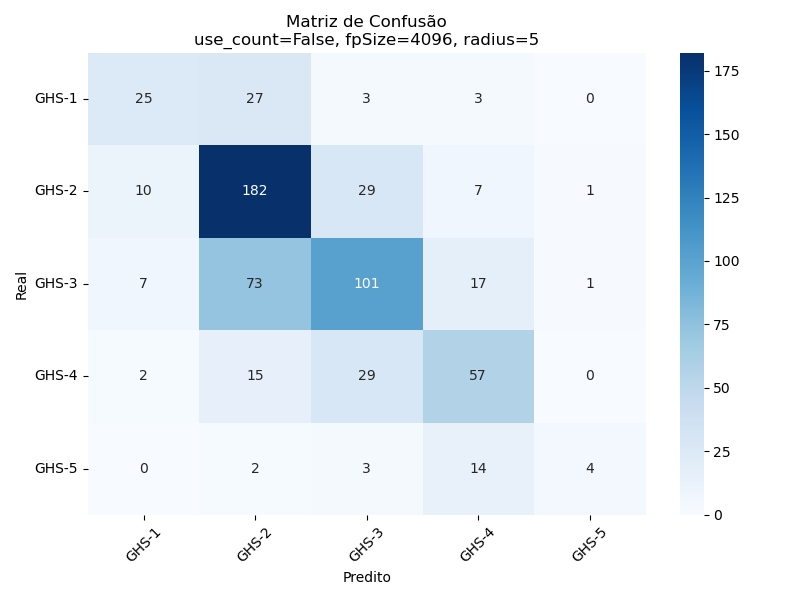 Matriz de Confusão
use_count=False, fpSize=4096, radius=5
GHS-1 25 27 3 3 0
GHS-2 10 182 29 7 1
GHS-3 7 73 101 17 1
GHS-4 2 15 29 57 0
GHS-5 0 2 3 14 4
GHS-1 GHS-2 GHS-3 GHS-4 GHS-5
Predito
Real
175
150
125
100
75
50
25
0